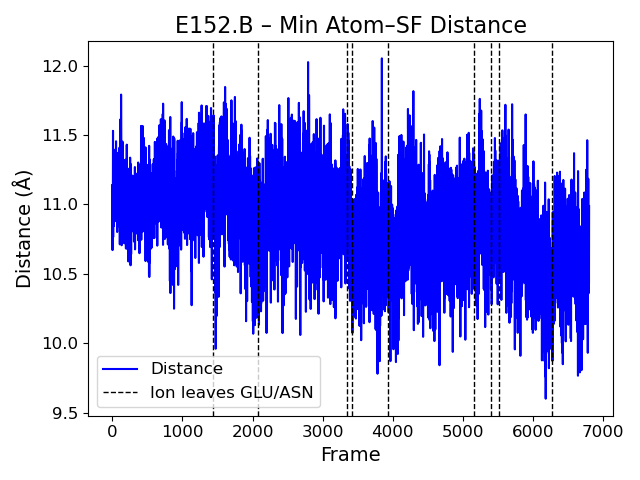 E152.B – Min Atom–SF Distance
Distance (Å)
12.0
11.5
11.0
10.5
10.0
9.5
Distance
Ion leaves GLU/ASN
0 1000 2000 3000 4000 5000 6000 7000
Frame